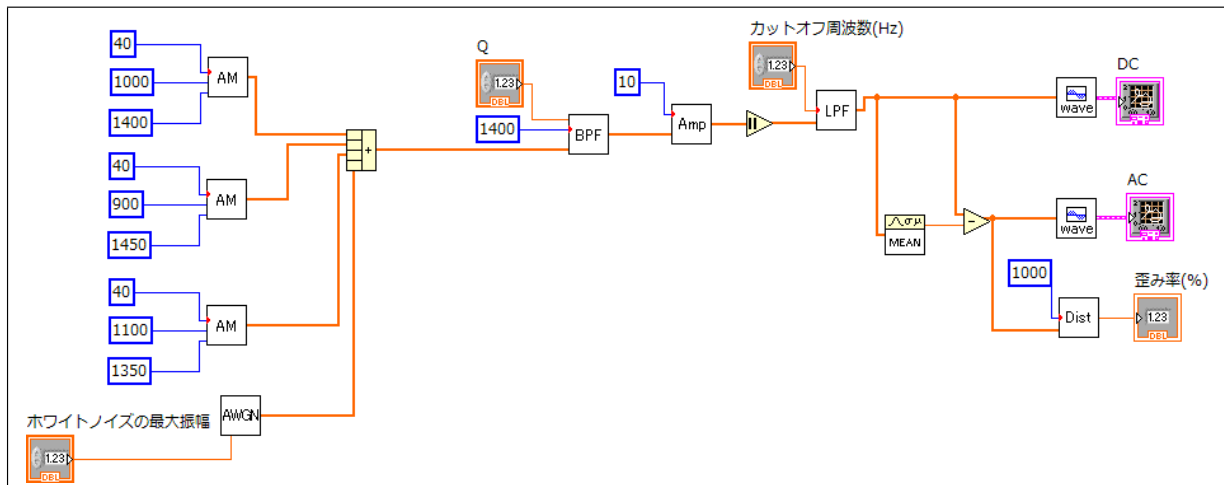 40
1000
1400
AM
40
900
1450
AM
40
1100
1350
AM
ホワイトノイズの最大振幅
1.23
DBL
AWGN
+
Q
1.23
DBL
1400
BPF
10
Amp
カットオフ周波数(Hz)
1.23
DBL
LPF
σμ
MEAN
-
wave
DC
wave
AC
1000
Dist
歪み率(%)
1.23
DBL